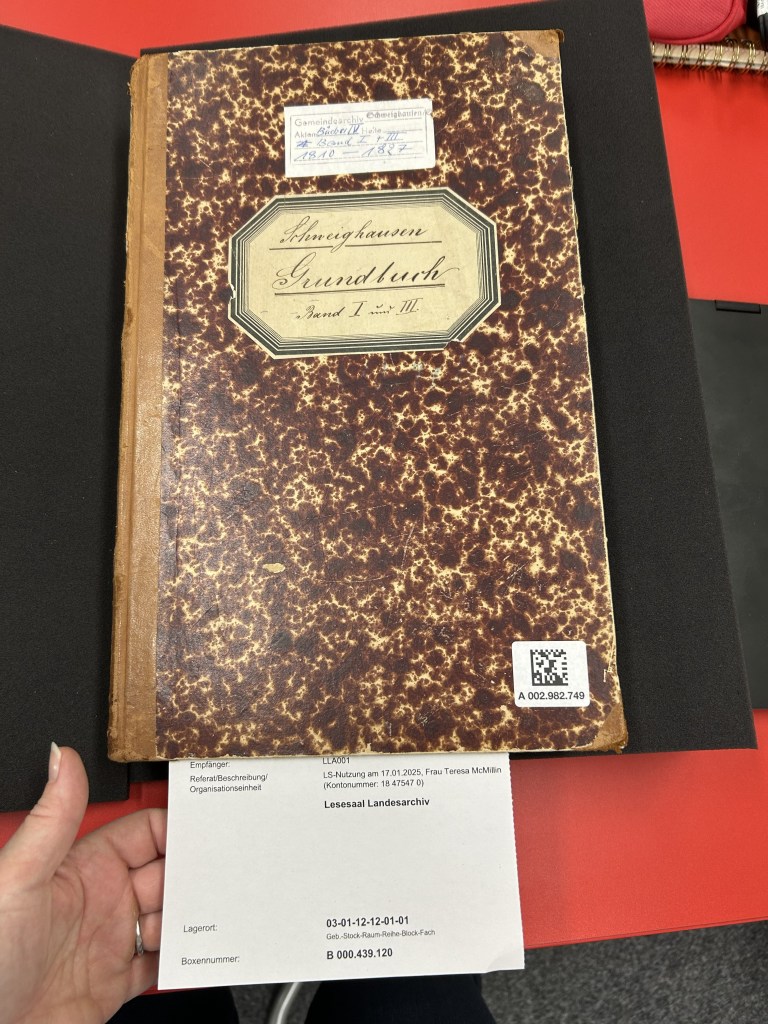 Gemeindearchiv Schweighausen
Akten Bücher IV Hefte
Band I + III
1810 — 1827
Schweighausen
Grundbuch
Band I und III.
A 002.982.749
Empfänger: LLA001
Referat/Beschreibung/ LS-Nutzung am 17.01.2025, Frau Teresa McMillin
Organisationseinheit (Kontonummer: 18 47547 0)
Lesesaal Landesarchiv
Lagerort: 03-01-12-12-01-01
Geb.-Stock-Raum-Reihe-Block-Fach
Boxennummer: B 000.439.120